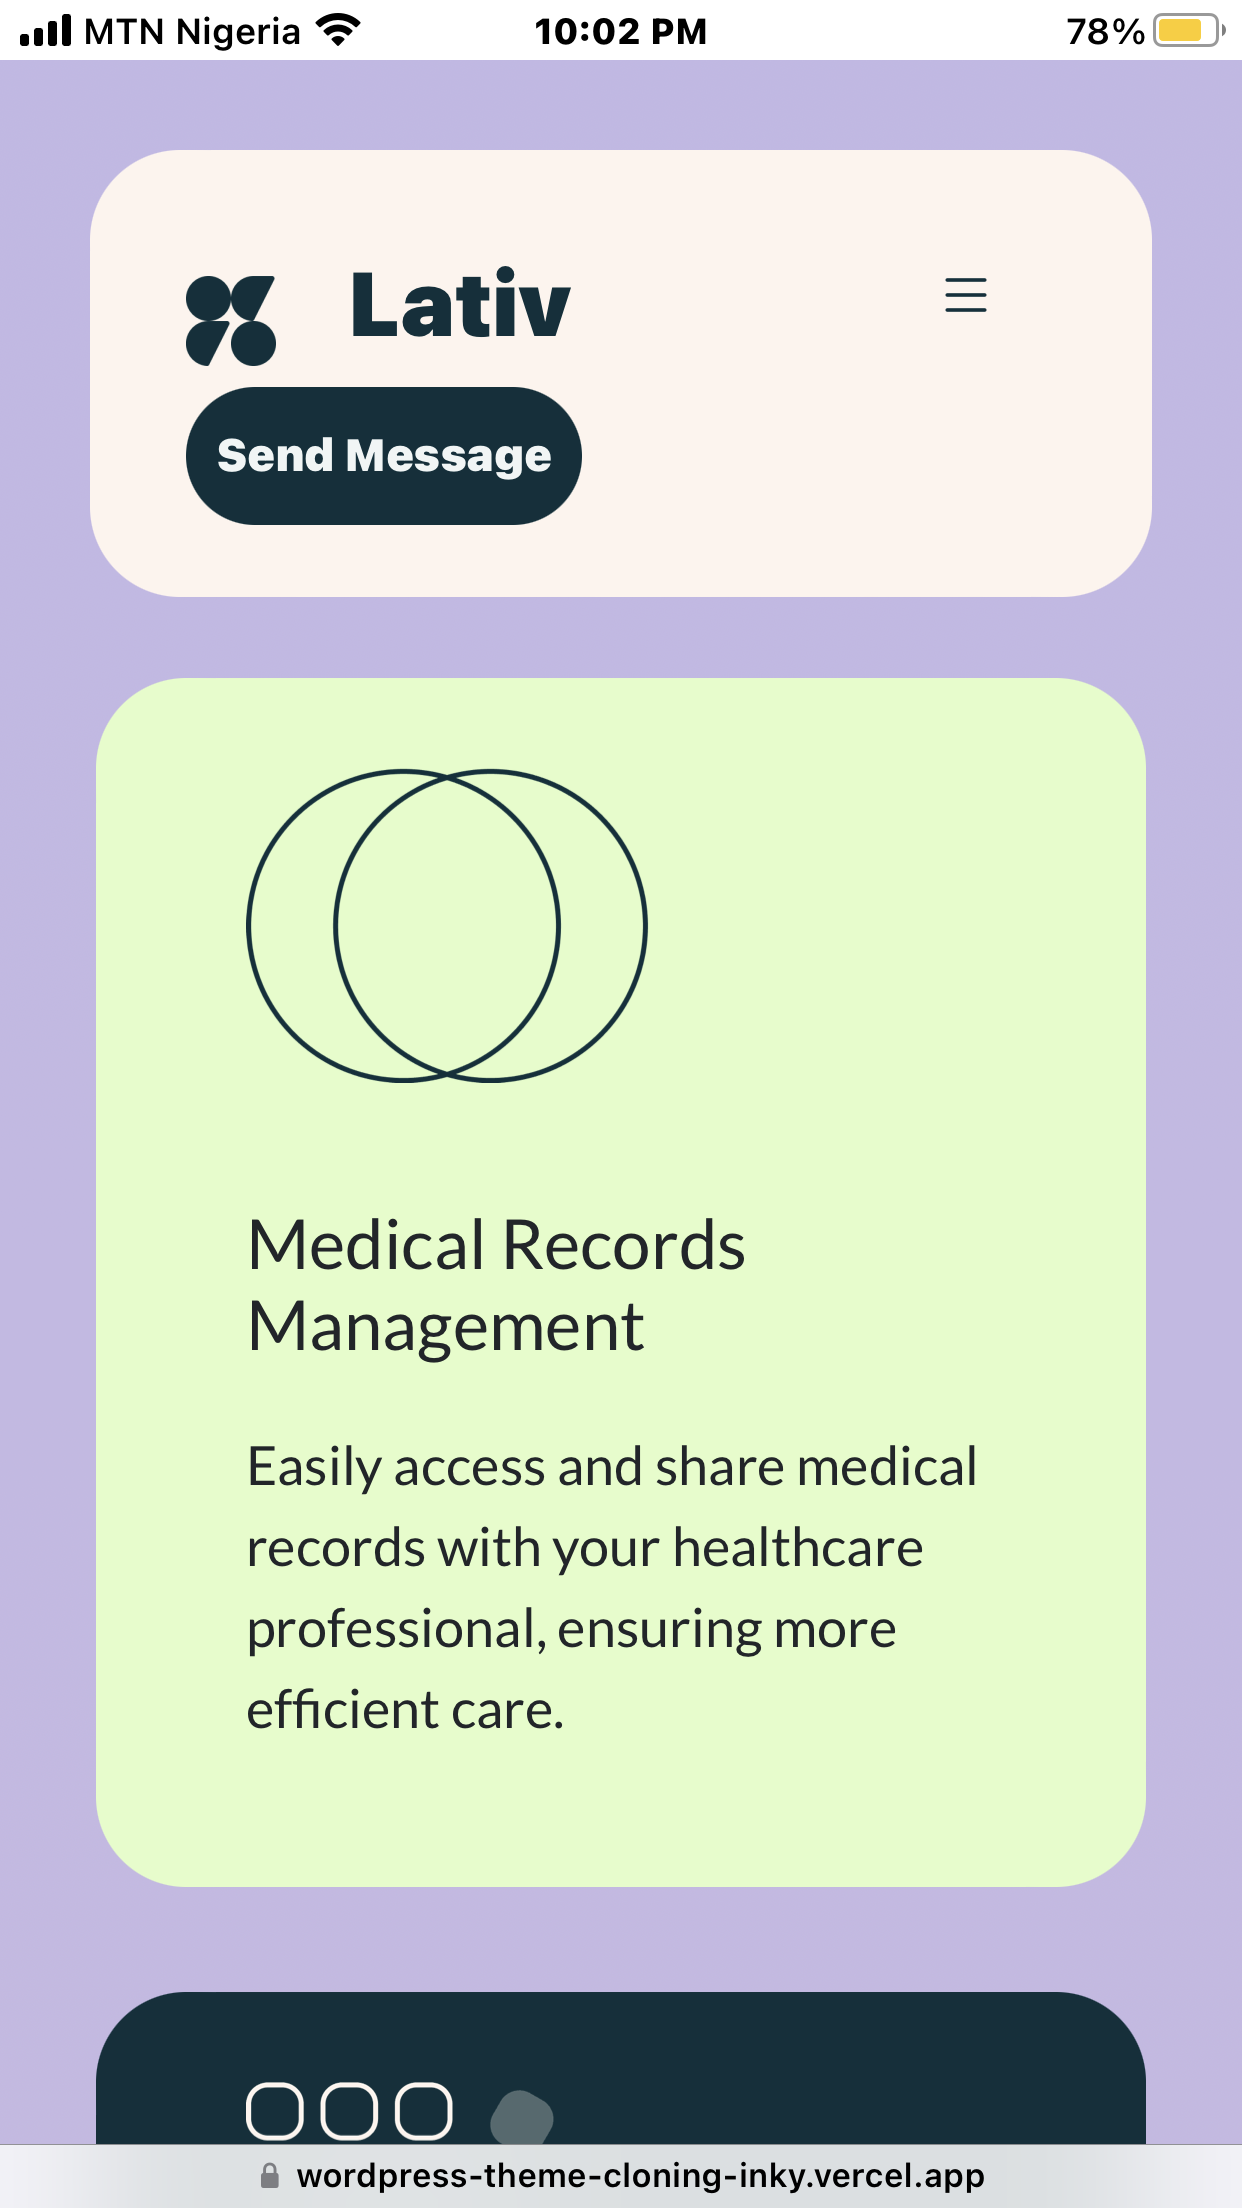 MTN Nigeria 10:02 PM 78%
Lativ
Send Message
Medical Records
Management
Easily access and share medical
records with your healthcare
professional, ensuring more
efficient care.
wordpress-theme-cloning-inky.vercel.app